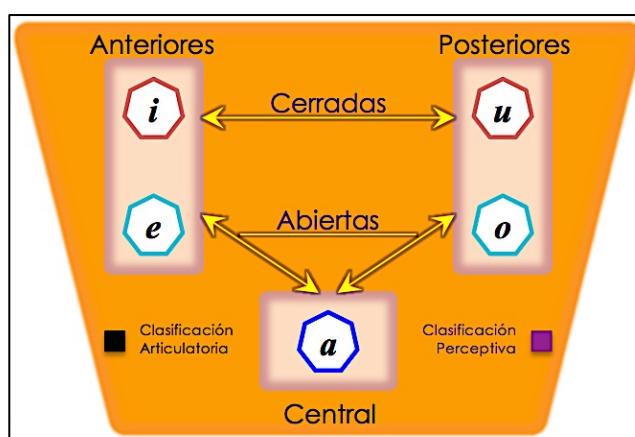 Anteriores
Posteriores
i
Cerradas
u
e
Abiertas
o
Clasificación
Articulatoria
a
Clasificación
Perceptiva
Central